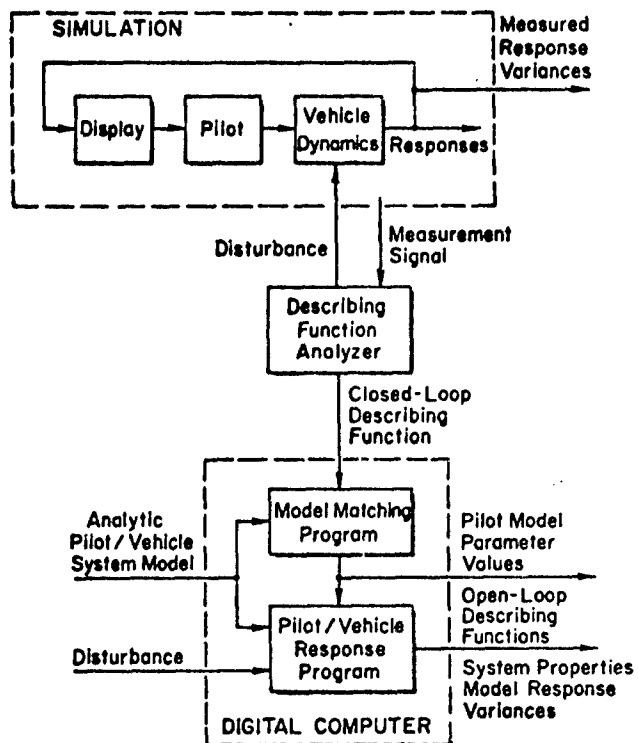 SIMULATION
Measured
Response
Variances
Display
Pilot
Vehicle
Dynamics
Responses
Disturbance
Measurement
Signal
Describing
Function
Analyzer
Closed-Loop
Describing
Function
Analytic
Pilot/Vehicle
System Model
Model Matching
Program
Pilot Model
Parameter
Values
Open-Loop
Describing
Functions
Pilot/Vehicle
Response
Program
Disturbance
System Properties
Model Response
Variances
DIGITAL COMPUTER